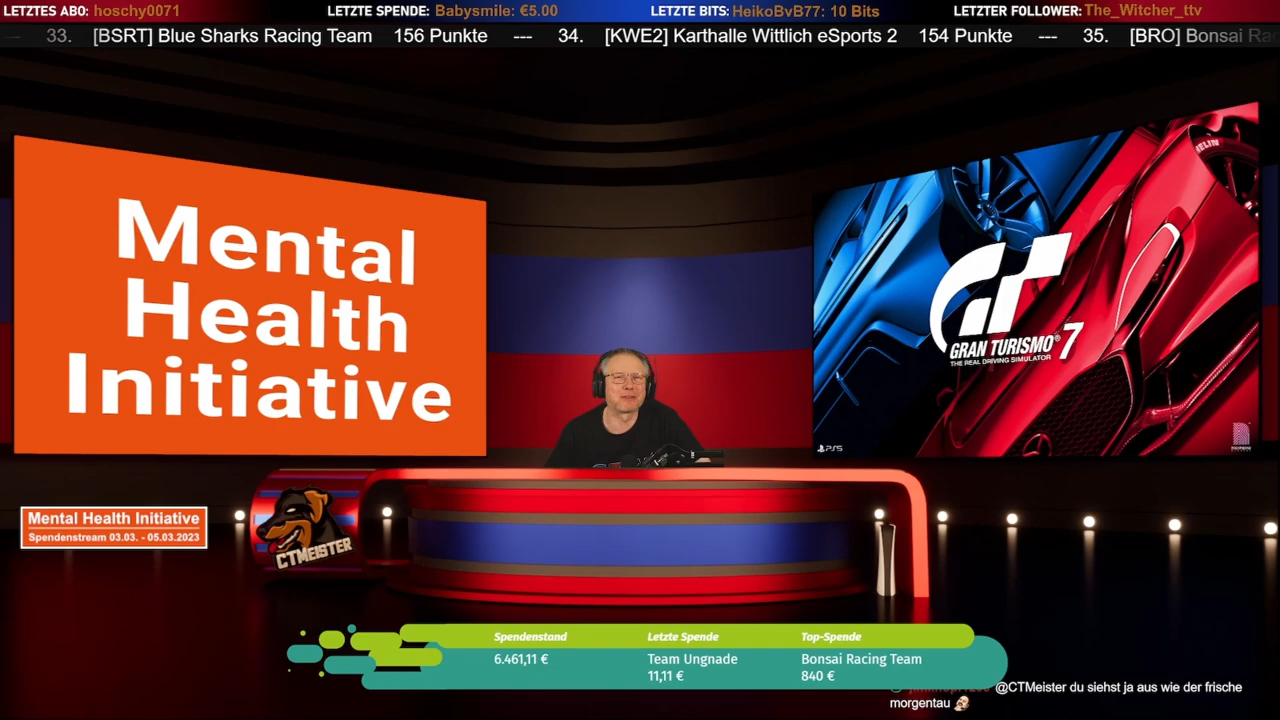 LETZTES ABO: hoschy0071 LETZTE SPENDE: Babysmile: €5.00 LETZTE BITS: HeikoBvB77: 10 Bits LETZTER FOLLOWER: The_Witcher_ttv
--- 33. [BSRT] Blue Sharks Racing Team 156 Punkte --- 34. [KWE2] Karthalle Wittlich eSports 2 154 Punkte --- 35. [BRO] Bonsai
Mental
Health
Initiative
GT
GRAN TURISMO® 7
THE REAL DRIVING SIMULATOR
PS5
Mental Health Initiative
Spendenstream 03.03. - 05.03.2023
CTMEISTER
Spendenstand Letzte Spende Top-Spende
6.461,11 € Team Ungnade Bonsai Racing Team
11,11 € 840 €
@CTMeister du siehst ja aus wie der frische
morgentau